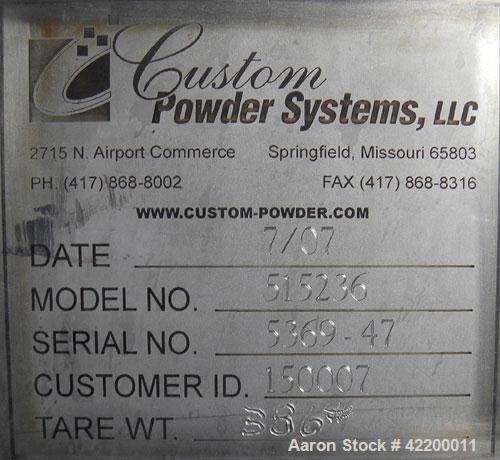 Custom
Powder Systems, LLC
2715 N. Airport Commerce Springfield, Missouri 65803
PH. (417) 868-8002 FAX (417) 868-8316
WWW.CUSTOM-POWDER.COM
DATE 7/07
MODEL NO. 515236
SERIAL NO. 5369-47
CUSTOMER ID. 150007
TARE WT.
Aaron Stock # 42200011